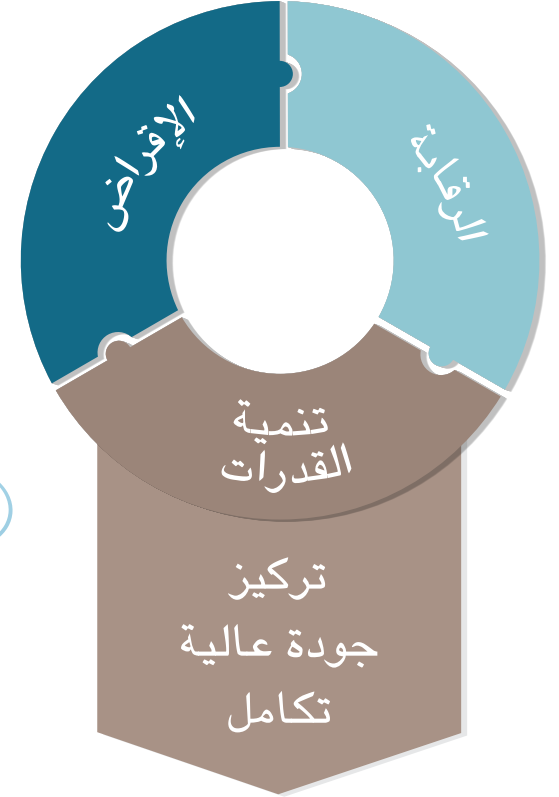 الرقابة
الإقراض
تنمية
القدرات
تركيز
جودة عالية
تكامل